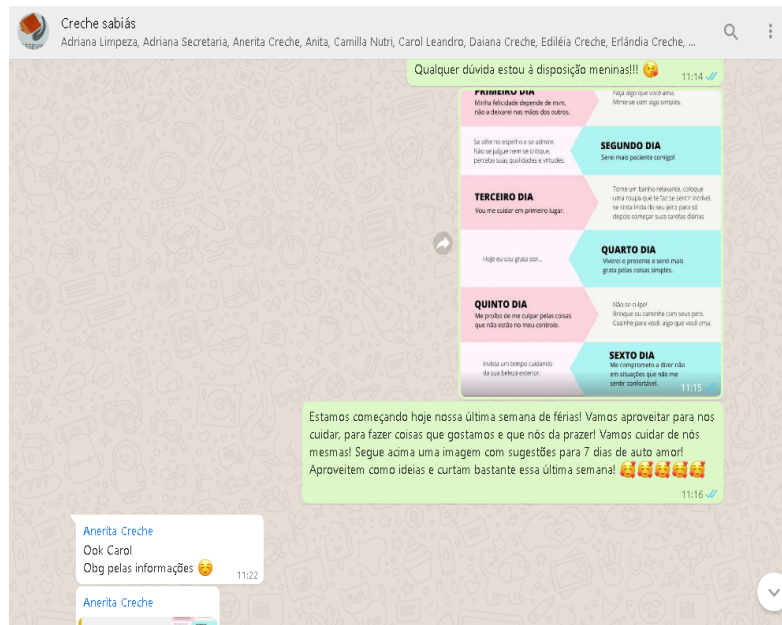 Creche sabiás
Adriana Limpeza, Adriana Secretaria, Anerita Creche, Anita, Camilla Nutri, Carol Leandro, Daiana Creche, Ediléia Creche, Erlândia Creche, ...
Qualquer dúvida estou à disposição meninas!!! 😘
11:14
PRIMEIRO DIA
Minha felicidade depende de mim,
não a deixarei nas mãos dos outros.
Faça algo que você ama.
Mime-se com algo simples.
Se olhe no espelho e se admire.
Não se julgue nem se critique,
perceba suas qualidades e virtudes.
SEGUNDO DIA
Serei mais paciente comigo!
TERCEIRO DIA
Vou me cuidar em primeiro lugar.
Tome um banho relaxante, coloque
uma roupa que te faz se sentir incrível,
se sinta linda do seu jeito para só
depois começar suas tarefas diárias
Hoje eu sou grata por...
QUARTO DIA
Viverei o presente e serei mais
grata pelas coisas simples.
QUINTO DIA
Me proíbo de me culpar pelas coisas
que não estão no meu controle.
Não se culpe!
Brinque ou caminhe com seus pets.
Cozinhe para você, algo que você ama.
Invista um tempo cuidando
da sua beleza exterior.
SEXTO DIA
Me comprometo a dizer não
em situações que não me
sentir confortável.
11:15
Estamos começando hoje nossa última semana de férias! Vamos aproveitar para nos
cuidar, para fazer coisas que gostamos e que nós da prazer! Vamos cuidar de nós
mesmas! Segue acima uma imagem com sugestões para 7 dias de auto amor!
Aproveitem como ideias e curtam bastante essa última semana! 🥰🥰🥰🥰🥰
11:16
Anerita Creche
Ook Carol
Obg pelas informações ☺️
11:22
Anerita Creche